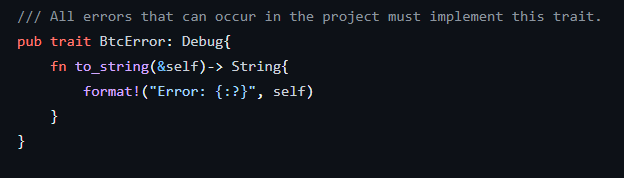 /// All errors that can occur in the project must implement this trait.
pub trait BtcError: Debug{
    fn to_string(&self)-> String{
        format!("Error: {:?}", self)
    }
}